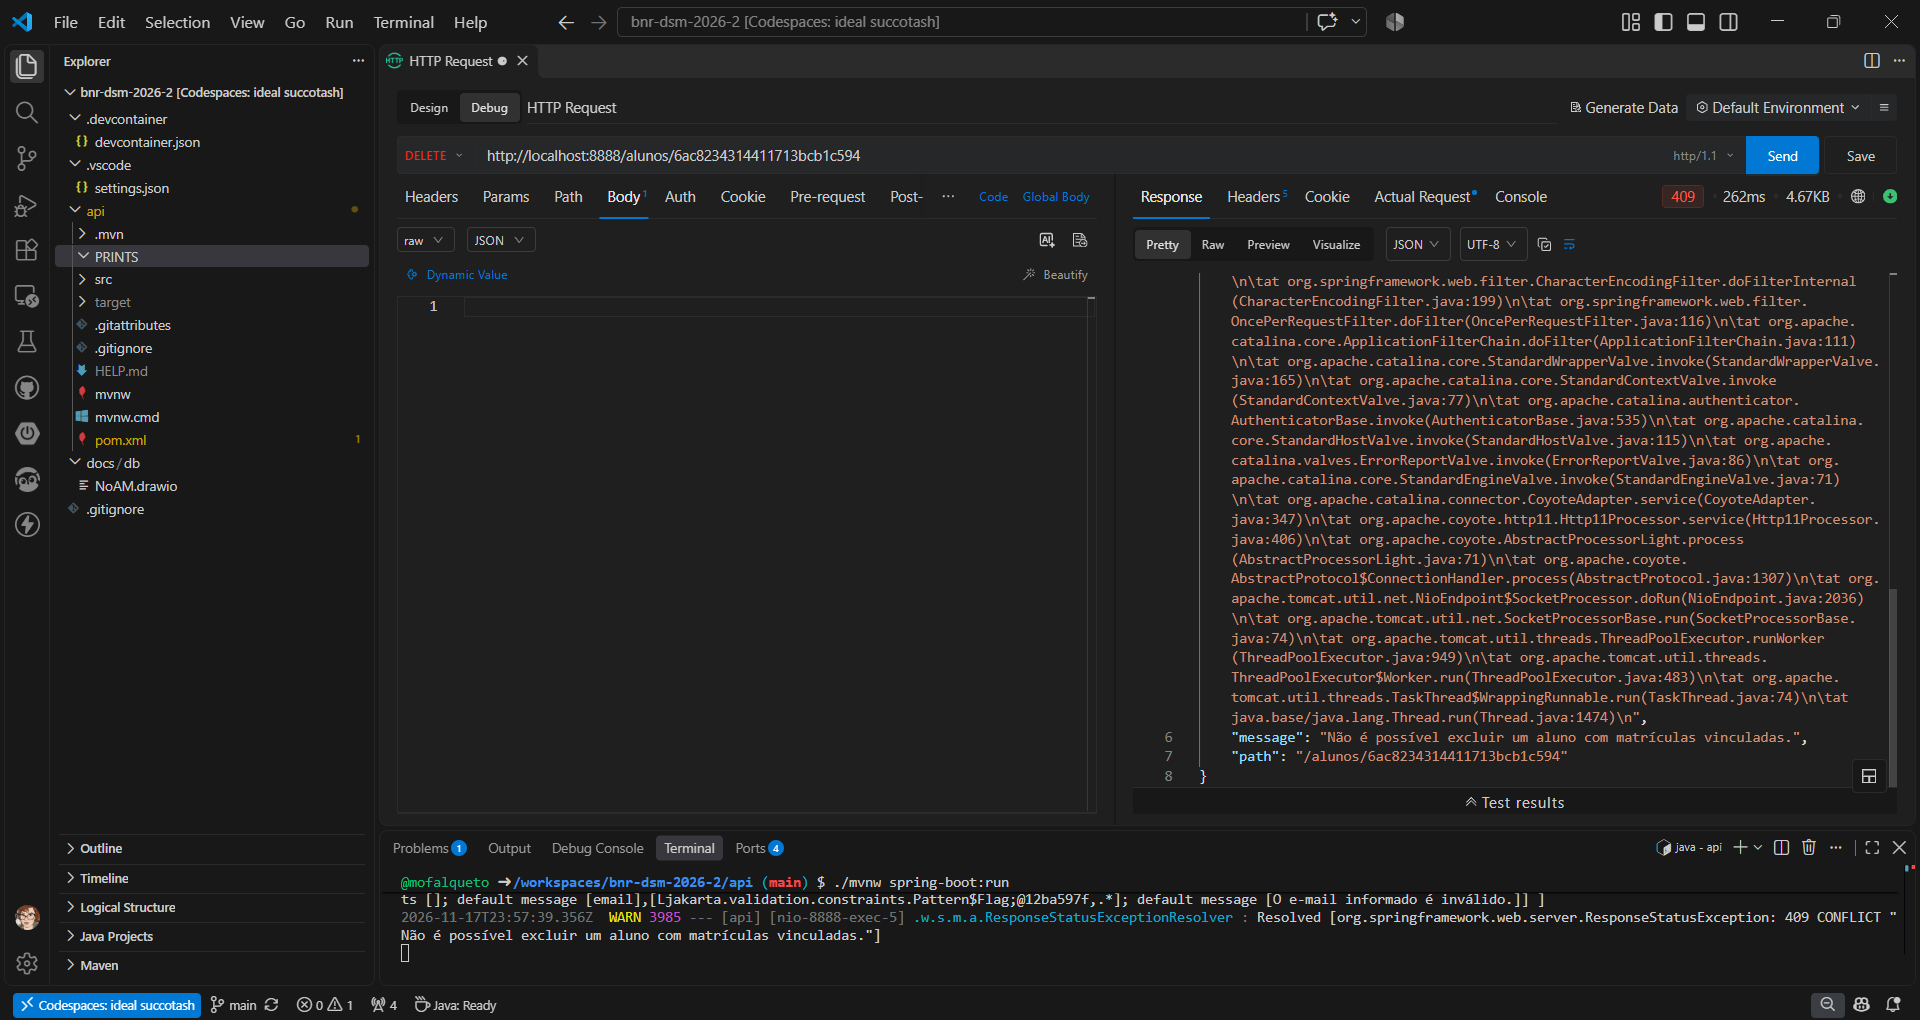 File Edit Selection View Go Run Terminal Help
bnr-dsm-2026-2 [Codespaces: ideal succotash]
Explorer
bnr-dsm-2026-2 [Codespaces: ideal succotash]
.devcontainer
devcontainer.json
.vscode
settings.json
api
.mvn
PRINTS
src
target
.gitattributes
.gitignore
HELP.md
mvnw
mvnw.cmd
pom.xml 1
docs / db
NoAM.drawio
.gitignore
Outline
Timeline
Logical Structure
Java Projects
Maven
HTTP HTTP Request
Design Debug HTTP Request
Generate Data Default Environment
DELETE http://localhost:8888/alunos/6ac8234314411713bcb1c594 http/1.1 Send Save
Headers Params Path Body 1 Auth Cookie Pre-request Post- ··· Code Global Body
raw JSON
Dynamic Value Beautify
1
Response Headers 5 Cookie Actual Request Console 409 262ms 4.67KB
Pretty Raw Preview Visualize JSON UTF-8
\n\tat org.springframework.web.filter.CharacterEncodingFilter.doFilterInternal
(CharacterEncodingFilter.java:199)\n\tat org.springframework.web.filter.
OncePerRequestFilter.doFilter(OncePerRequestFilter.java:116)\n\tat org.apache.
catalina.core.ApplicationFilterChain.doFilter(ApplicationFilterChain.java:111)
\n\tat org.apache.catalina.core.StandardWrapperValve.invoke(StandardWrapperValve.
java:165)\n\tat org.apache.catalina.core.StandardContextValve.invoke
(StandardContextValve.java:77)\n\tat org.apache.catalina.authenticator.
AuthenticatorBase.invoke(AuthenticatorBase.java:535)\n\tat org.apache.catalina.
core.StandardHostValve.invoke(StandardHostValve.java:115)\n\tat org.apache.
catalina.valves.ErrorReportValve.invoke(ErrorReportValve.java:86)\n\tat org.
apache.catalina.core.StandardEngineValve.invoke(StandardEngineValve.java:71)
\n\tat org.apache.catalina.connector.CoyoteAdapter.service(CoyoteAdapter.
java:347)\n\tat org.apache.coyote.http11.Http11Processor.service(Http11Processor.
java:406)\n\tat org.apache.coyote.AbstractProcessorLight.process
(AbstractProcessorLight.java:71)\n\tat org.apache.coyote.
AbstractProtocol$ConnectionHandler.process(AbstractProtocol.java:1307)\n\tat org.
apache.tomcat.util.net.NioEndpoint$SocketProcessor.doRun(NioEndpoint.java:2036)
\n\tat org.apache.tomcat.util.net.SocketProcessorBase.run(SocketProcessorBase.
java:74)\n\tat org.apache.tomcat.util.threads.ThreadPoolExecutor.runWorker
(ThreadPoolExecutor.java:949)\n\tat org.apache.tomcat.util.threads.
ThreadPoolExecutor$Worker.run(ThreadPoolExecutor.java:483)\n\tat org.apache.
tomcat.util.threads.TaskThread$WrappingRunnable.run(TaskThread.java:74)\n\tat
java.base/java.lang.Thread.run(Thread.java:1474)\n",
6 "message": "Não é possível excluir um aluno com matrículas vinculadas.",
7 "path": "/alunos/6ac8234314411713bcb1c594"
8 }
Test results
Problems 1 Output Debug Console Terminal Ports 4 java - api
@mofalqueto ➜/workspaces/bnr-dsm-2026-2/api (main) $ ./mvnw spring-boot:run
ts []; default message [email],[Ljakarta.validation.constraints.Pattern$Flag;@12ba597f,.*]; default message [O e-mail informado é inválido.]] ]
2026-11-17T23:57:39.356Z WARN 3985 --- [api] [nio-8888-exec-5] .w.s.m.a.ResponseStatusExceptionResolver : Resolved [org.springframework.web.server.ResponseStatusException: 409 CONFLICT "
Não é possível excluir um aluno com matrículas vinculadas."]
Codespaces: ideal succotash main 0 1 4 Java: Ready